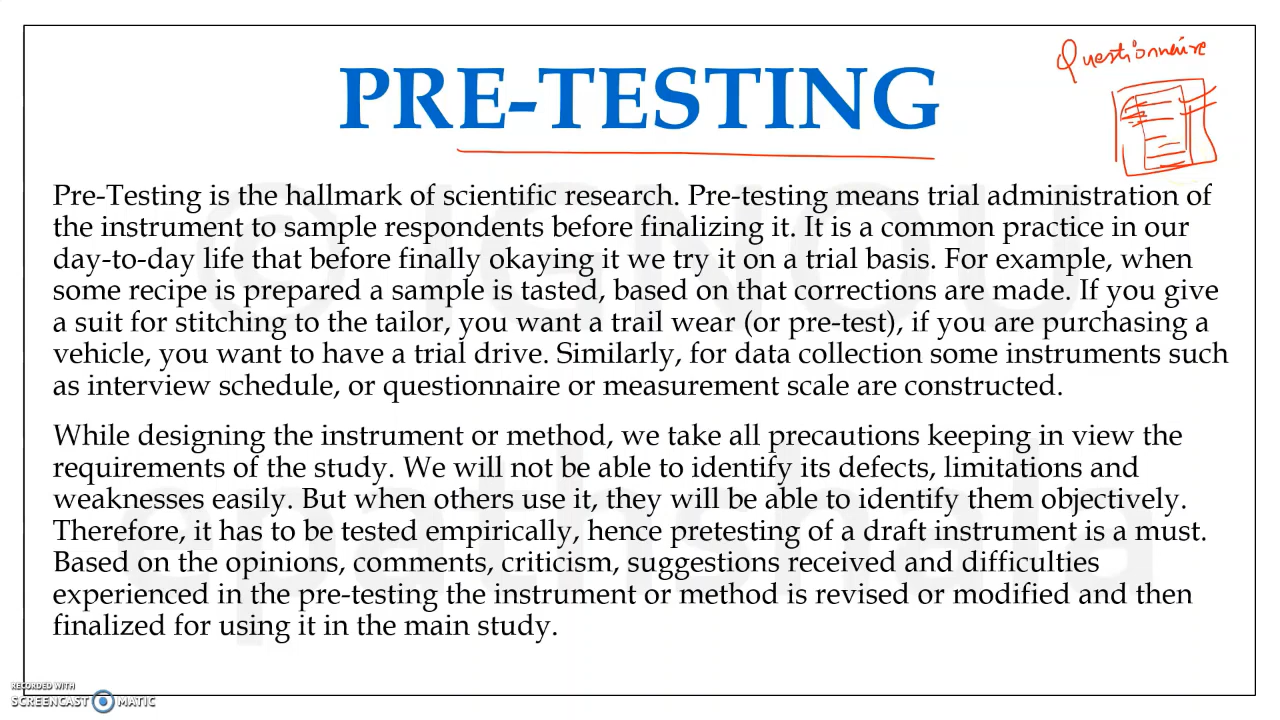 Questionnaire
PRE-TESTING
Pre-Testing is the hallmark of scientific research. Pre-testing means trial administration of
the instrument to sample respondents before finalizing it. It is a common practice in our
day-to-day life that before finally okaying it we try it on a trial basis. For example, when
some recipe is prepared a sample is tasted, based on that corrections are made. If you give
a suit for stitching to the tailor, you want a trail wear (or pre-test), if you are purchasing a
vehicle, you want to have a trial drive. Similarly, for data collection some instruments such
as interview schedule, or questionnaire or measurement scale are constructed.
While designing the instrument or method, we take all precautions keeping in view the
requirements of the study. We will not be able to identify its defects, limitations and
weaknesses easily. But when others use it, they will be able to identify them objectively.
Therefore, it has to be tested empirically, hence pretesting of a draft instrument is a must.
Based on the opinions, comments, criticism, suggestions received and difficulties
experienced in the pre-testing the instrument or method is revised or modified and then
finalized for using it in the main study.
© IGNOU
epathshala
RECORDED WITH
SCREENCAST MATIC